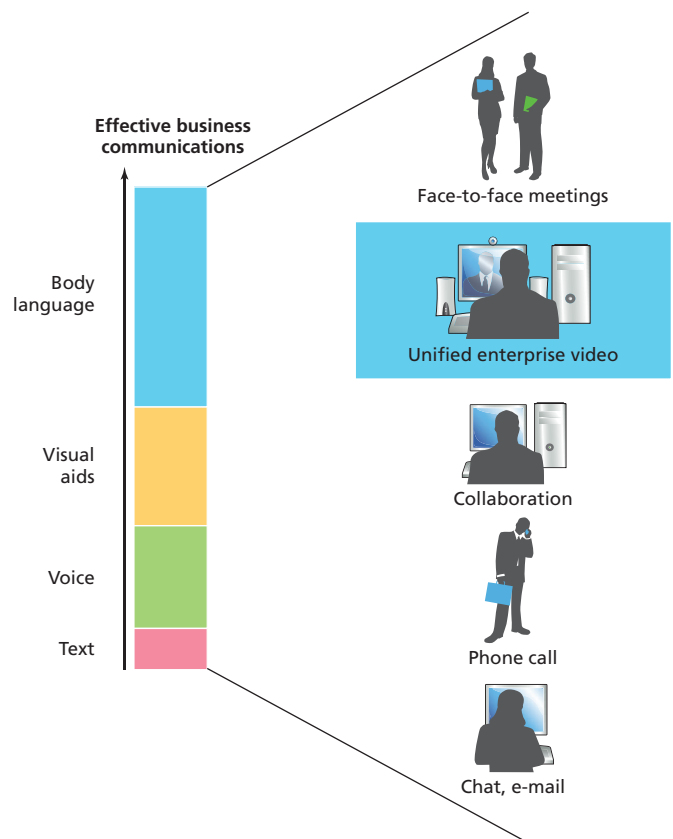 Effective business
communications
Body
language
Visual
aids
Voice
Text
Face-to-face meetings
Unified enterprise video
Collaboration
Phone call
Chat, e-mail